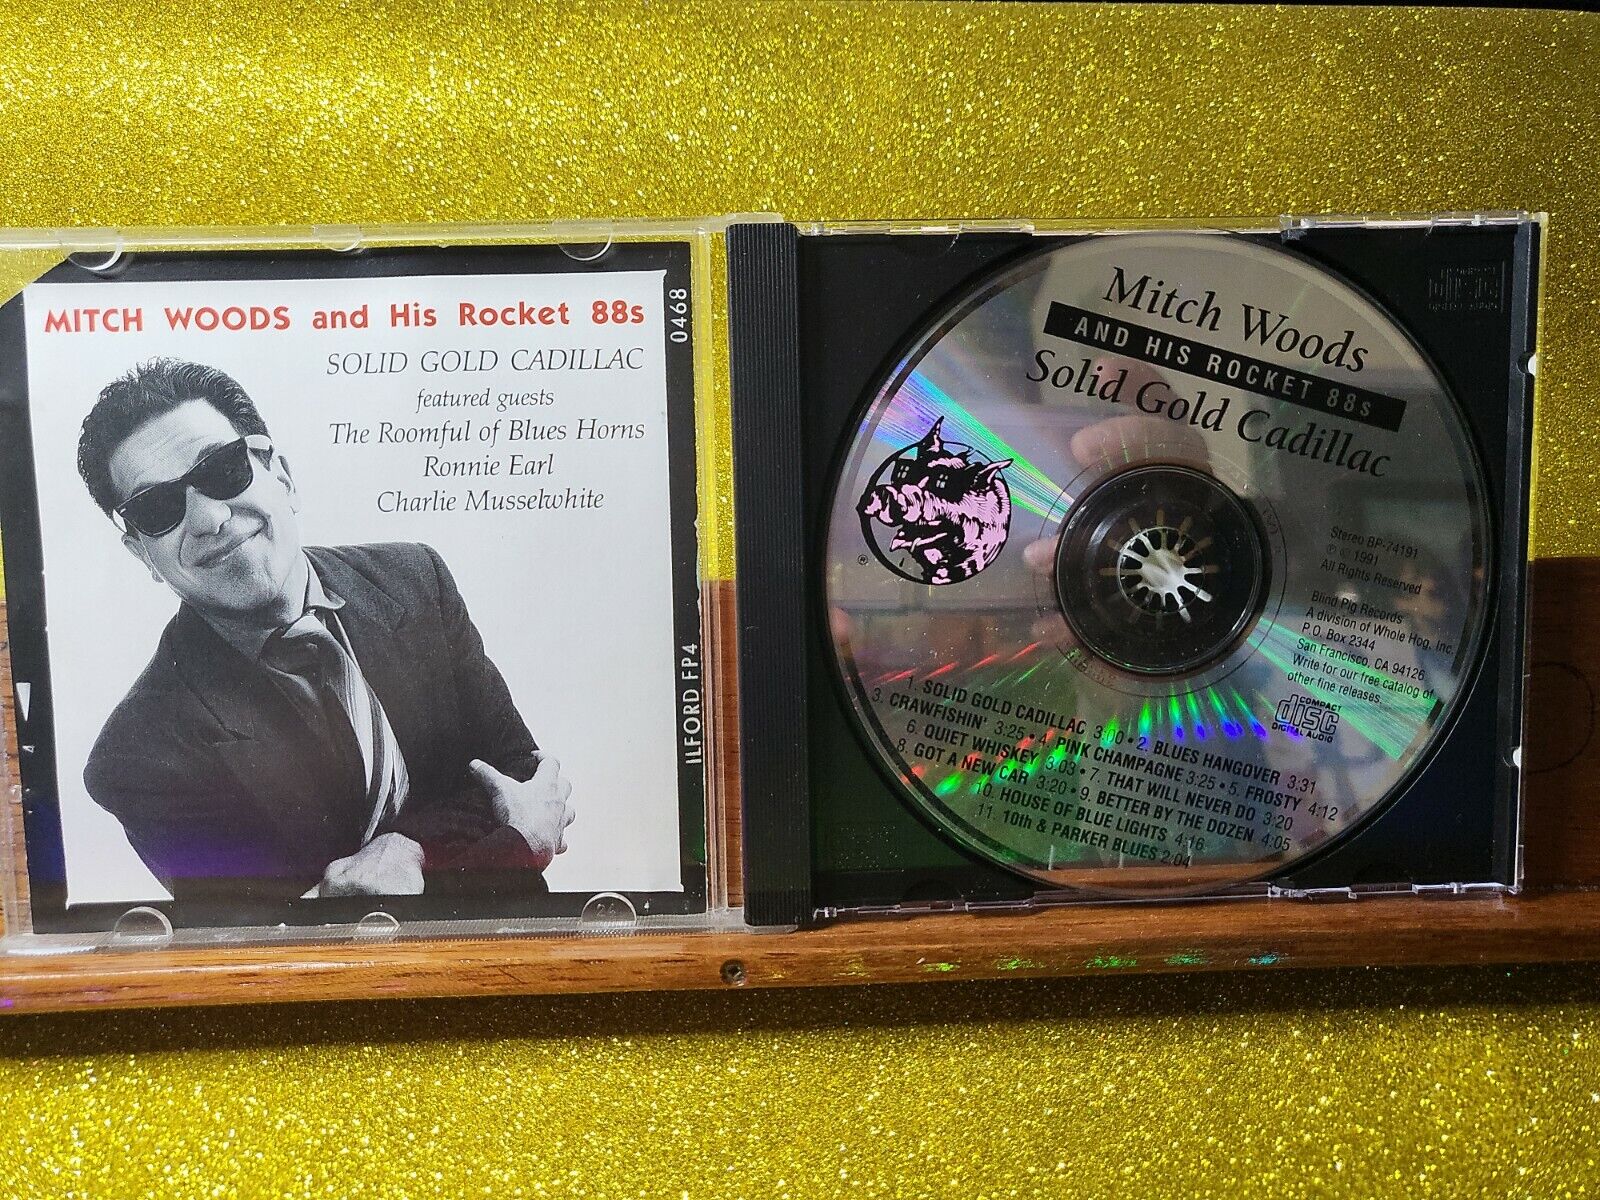 MITCH WOODS and His Rocket 88s
SOLID GOLD CADILLAC
featured guests
The Roomful of Blues Horns
Ronnie Earl
Charlie Musselwhite
0468
ILFORD FP4
4
26
Mitch Woods
AND HIS ROCKET 88s
Solid Gold Cadillac
®
Stereo BP-74191
℗ © 1991
All Rights Reserved
Blind Pig Records
A division of Whole Hog, Inc.
P.O. Box 2344
San Francisco, CA 94126
Write for our free catalog of
other fine releases.
COMPACT
disc
DIGITAL AUDIO
1. SOLID GOLD CADILLAC 3:00 • 2. BLUES HANGOVER 3:31
3. CRAWFISHIN' 3:25 • 4. PINK CHAMPAGNE 3:25 • 5. FROSTY 4:12
6. QUIET WHISKEY 3:03 • 7. THAT WILL NEVER DO 3:20
8. GOT A NEW CAR 3:20 • 9. BETTER BY THE DOZEN 4:05
10. HOUSE OF BLUE LIGHTS 4:16
11. 10th & PARKER BLUES 2:04